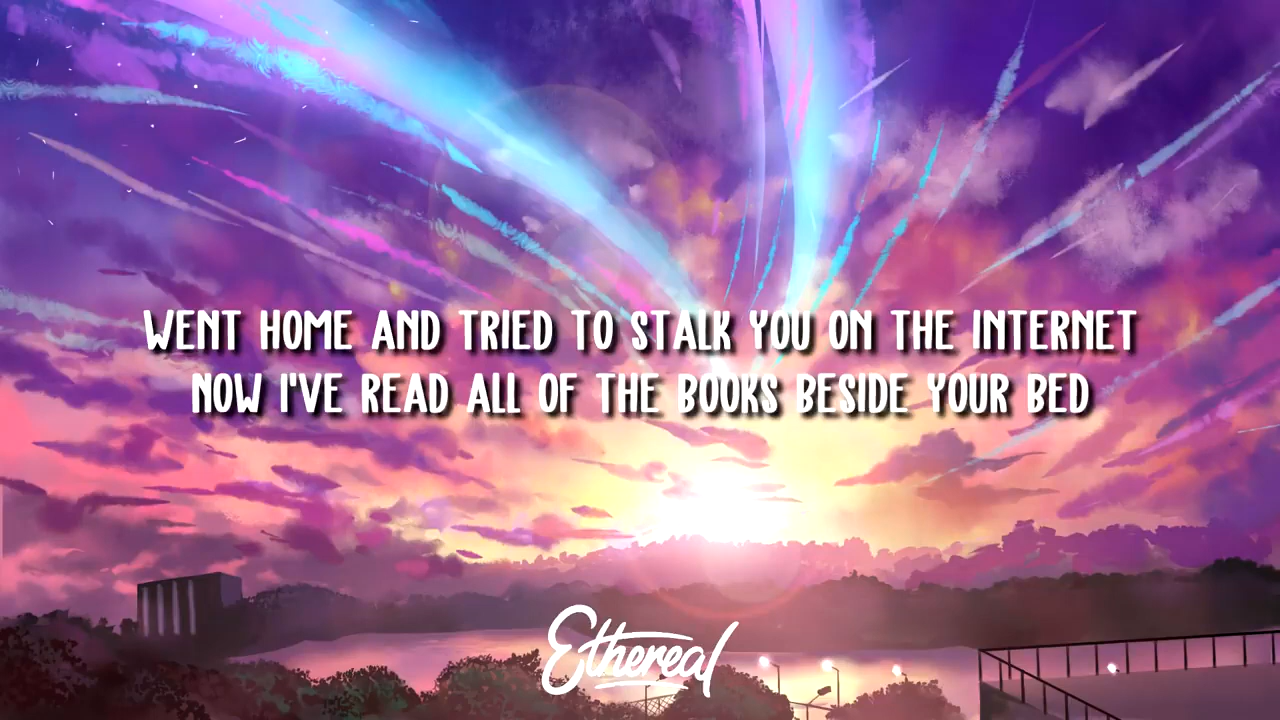 WENT HOME AND TRIED TO STALK YOU ON THE INTERNET
NOW I'VE READ ALL OF THE BOOKS BESIDE YOUR BED
Ethereal